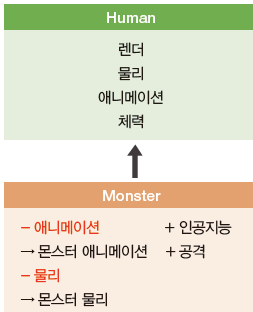 Human
렌더
물리
애니메이션
체력
Monster
− 애니메이션 + 인공지능
→ 몬스터 애니메이션 + 공격
− 물리
→ 몬스터 물리